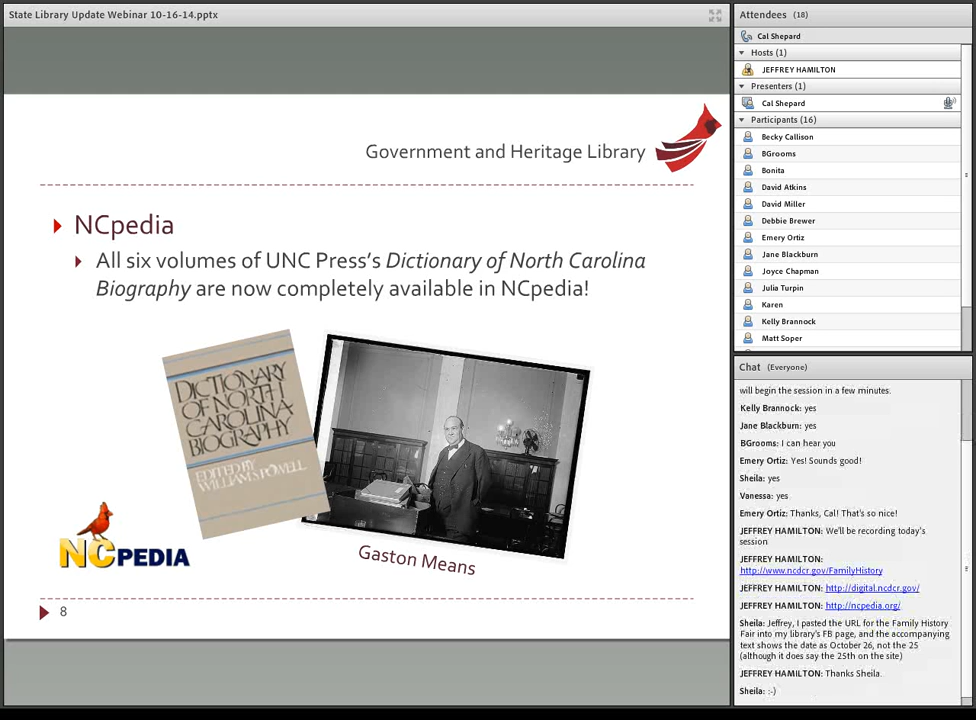 State Library Update Webinar 10-16-14.pptx
Government and Heritage Library
NCpedia
All six volumes of UNC Press's Dictionary of North Carolina
Biography are now completely available in NCpedia!
DICTIONARY
OF NORTH
CAROLINA
BIOGRAPHY
EDITED BY
WILLIAM S. POWELL
Gaston Means
NCPEDIA
8
Attendees (18)
Cal Shepard
Hosts (1)
JEFFREY HAMILTON
Presenters (1)
Cal Shepard
Participants (16)
Becky Callison
BGrooms
Bonita
David Atkins
David Miller
Debbie Brewer
Emery Ortiz
Jane Blackburn
Joyce Chapman
Julia Turpin
Karen
Kelly Brannock
Matt Soper
Chat (Everyone)
will begin the session in a few minutes.
Kelly Brannock: yes
Jane Blackburn: yes
BGrooms: I can hear you
Emery Ortiz: Yes! Sounds good!
Sheila: yes
Vanessa: yes
Emery Ortiz: Thanks, Cal! That's so nice!
JEFFREY HAMILTON: We'll be recording today's
session
JEFFREY HAMILTON:
http://www.ncdcr.gov/FamilyHistory
JEFFREY HAMILTON: http://digital.ncdcr.gov/
JEFFREY HAMILTON: http://ncpedia.org/
Sheila: Jeffrey, I pasted the URL for the Family History
Fair into my library's FB page, and the accompanying
text shows the date as October 26, not the 25
(although it does say the 25th on the site)
JEFFREY HAMILTON: Thanks Sheila.
Sheila: :-)